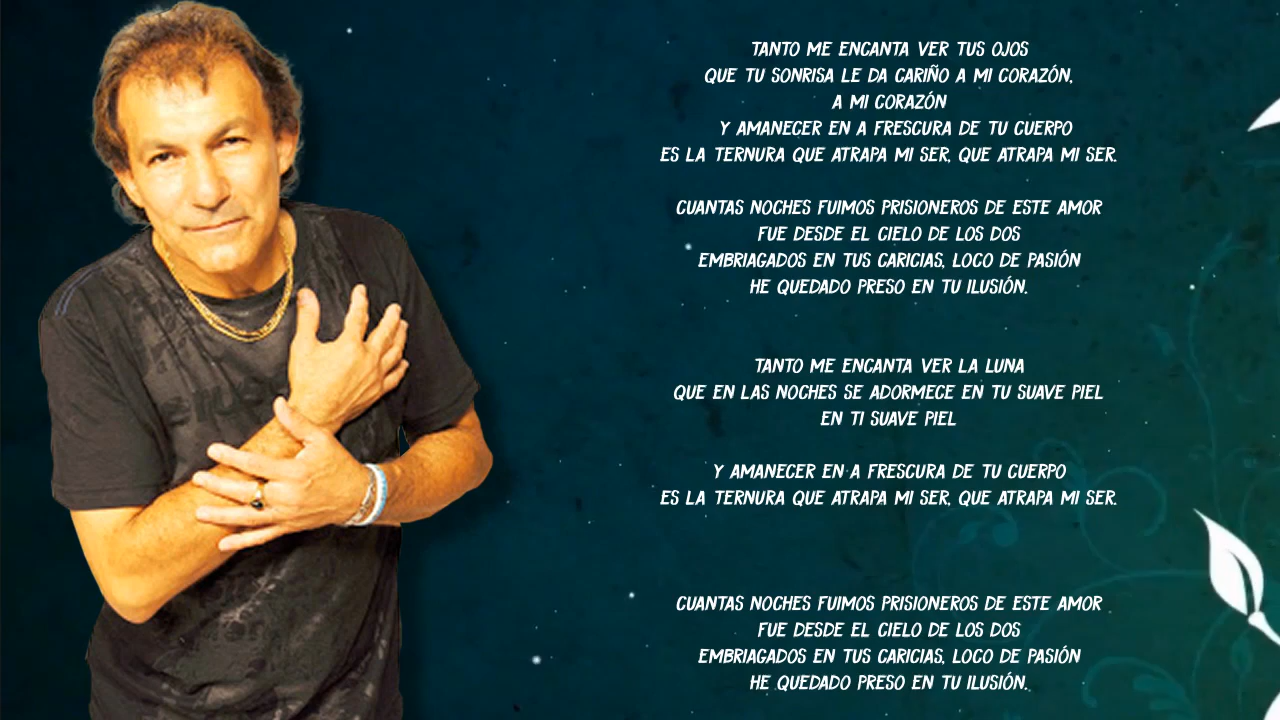 TANTO ME ENCANTA VER TUS OJOS
QUE TU SONRISA LE DA CARIÑO A MI CORAZÓN,
A MI CORAZÓN
Y AMANECER EN A FRESCURA DE TU CUERPO
ES LA TERNURA QUE ATRAPA MI SER, QUE ATRAPA MI SER.
CUANTAS NOCHES FUIMOS PRISIONEROS DE ESTE AMOR
FUE DESDE EL CIELO DE LOS DOS
EMBRIAGADOS EN TUS CARICIAS, LOCO DE PASIÓN
HE QUEDADO PRESO EN TU ILUSIÓN.
TANTO ME ENCANTA VER LA LUNA
QUE EN LAS NOCHES SE ADORMECE EN TU SUAVE PIEL
EN TI SUAVE PIEL
Y AMANECER EN A FRESCURA DE TU CUERPO
ES LA TERNURA QUE ATRAPA MI SER, QUE ATRAPA MI SER.
CUANTAS NOCHES FUIMOS PRISIONEROS DE ESTE AMOR
FUE DESDE EL CIELO DE LOS DOS
EMBRIAGADOS EN TUS CARICIAS, LOCO DE PASIÓN
HE QUEDADO PRESO EN TU ILUSIÓN.